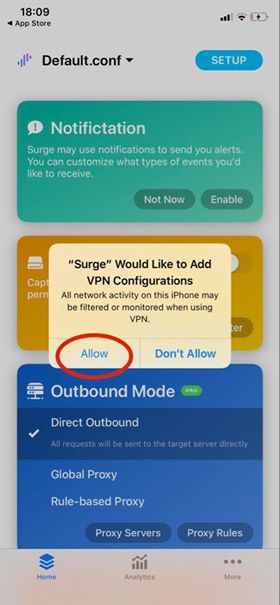 18:09
App Store
Default.conf
SETUP
Notifictation
Surge may use notifications to send you alerts.
You can customize what types of events you'd
like to receive.
Not Now
Enable
"Surge" Would Like to Add
VPN Configurations
All network activity on this iPhone may
be filtered or monitored when using
VPN.
Allow
Don't Allow
Capt
perm
Outbound Mode PRO
Direct Outbound
All requests will be sent to the target server directly
Global Proxy
Rule-based Proxy
Proxy Servers
Proxy Rules
Home
Analytics
More